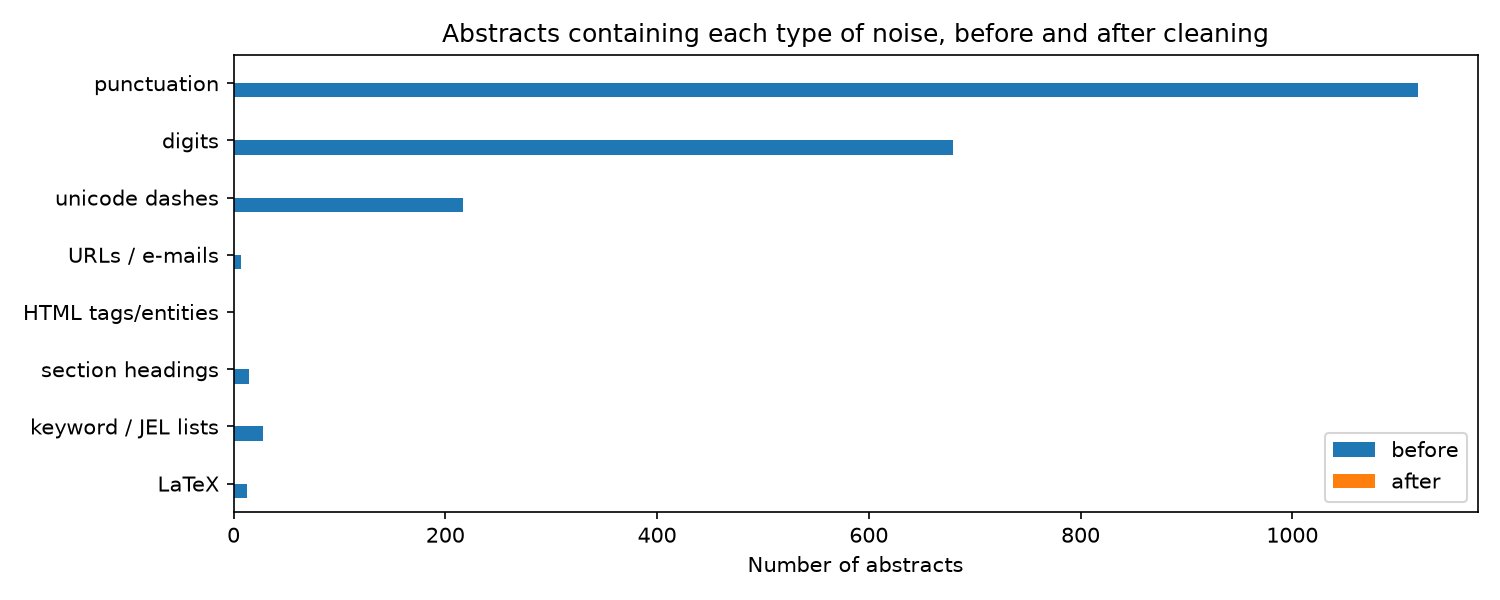 Abstracts containing each type of noise, before and after cleaning
punctuation
digits
unicode dashes
URLs / e-mails
HTML tags/entities
section headings
keyword / JEL lists
LaTeX
before
after
0 200 400 600 800 1000
Number of abstracts